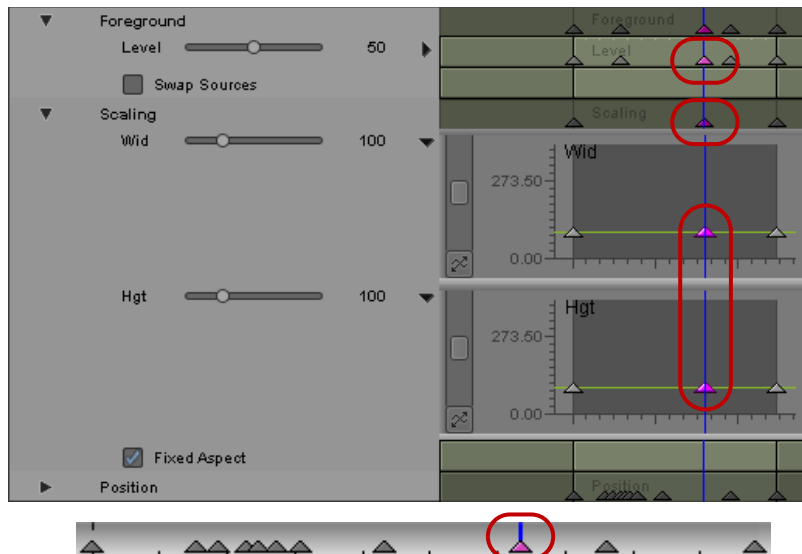 Foreground Foreground
Level 50 Level
Swap Sources
Scaling Scaling
Wid 100 Wid
273.50
0.00
Hgt 100 Hgt
273.50
0.00
Fixed Aspect
Position Position